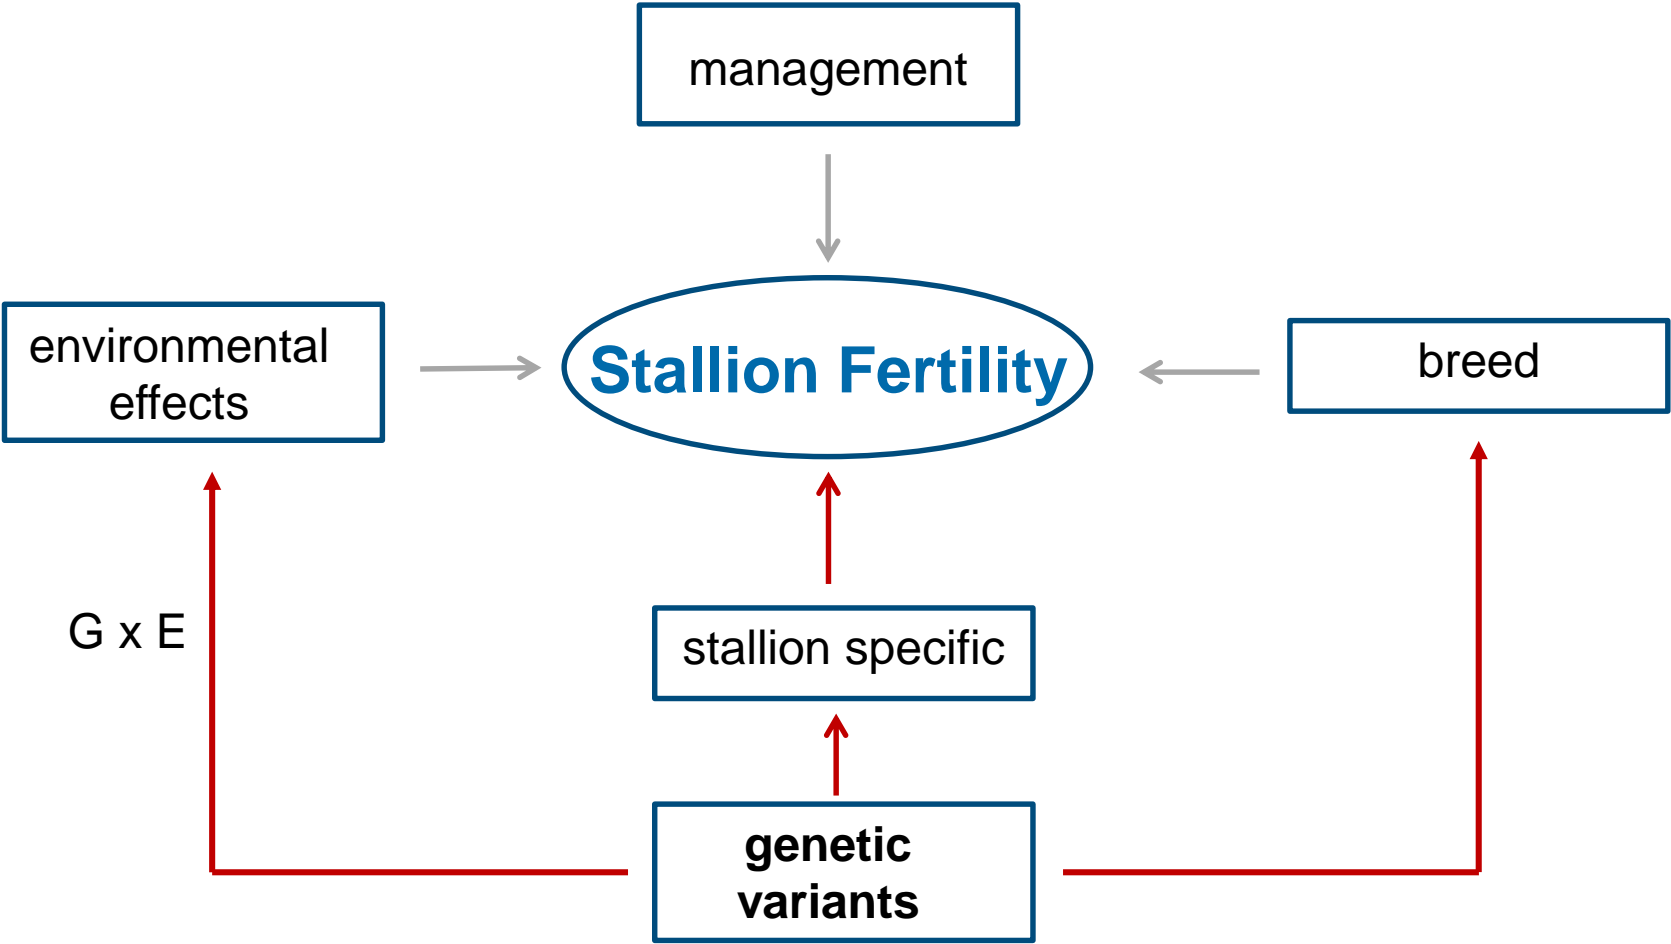 management
environmental
effects
Stallion Fertility
breed
G x E
stallion specific
genetic
variants